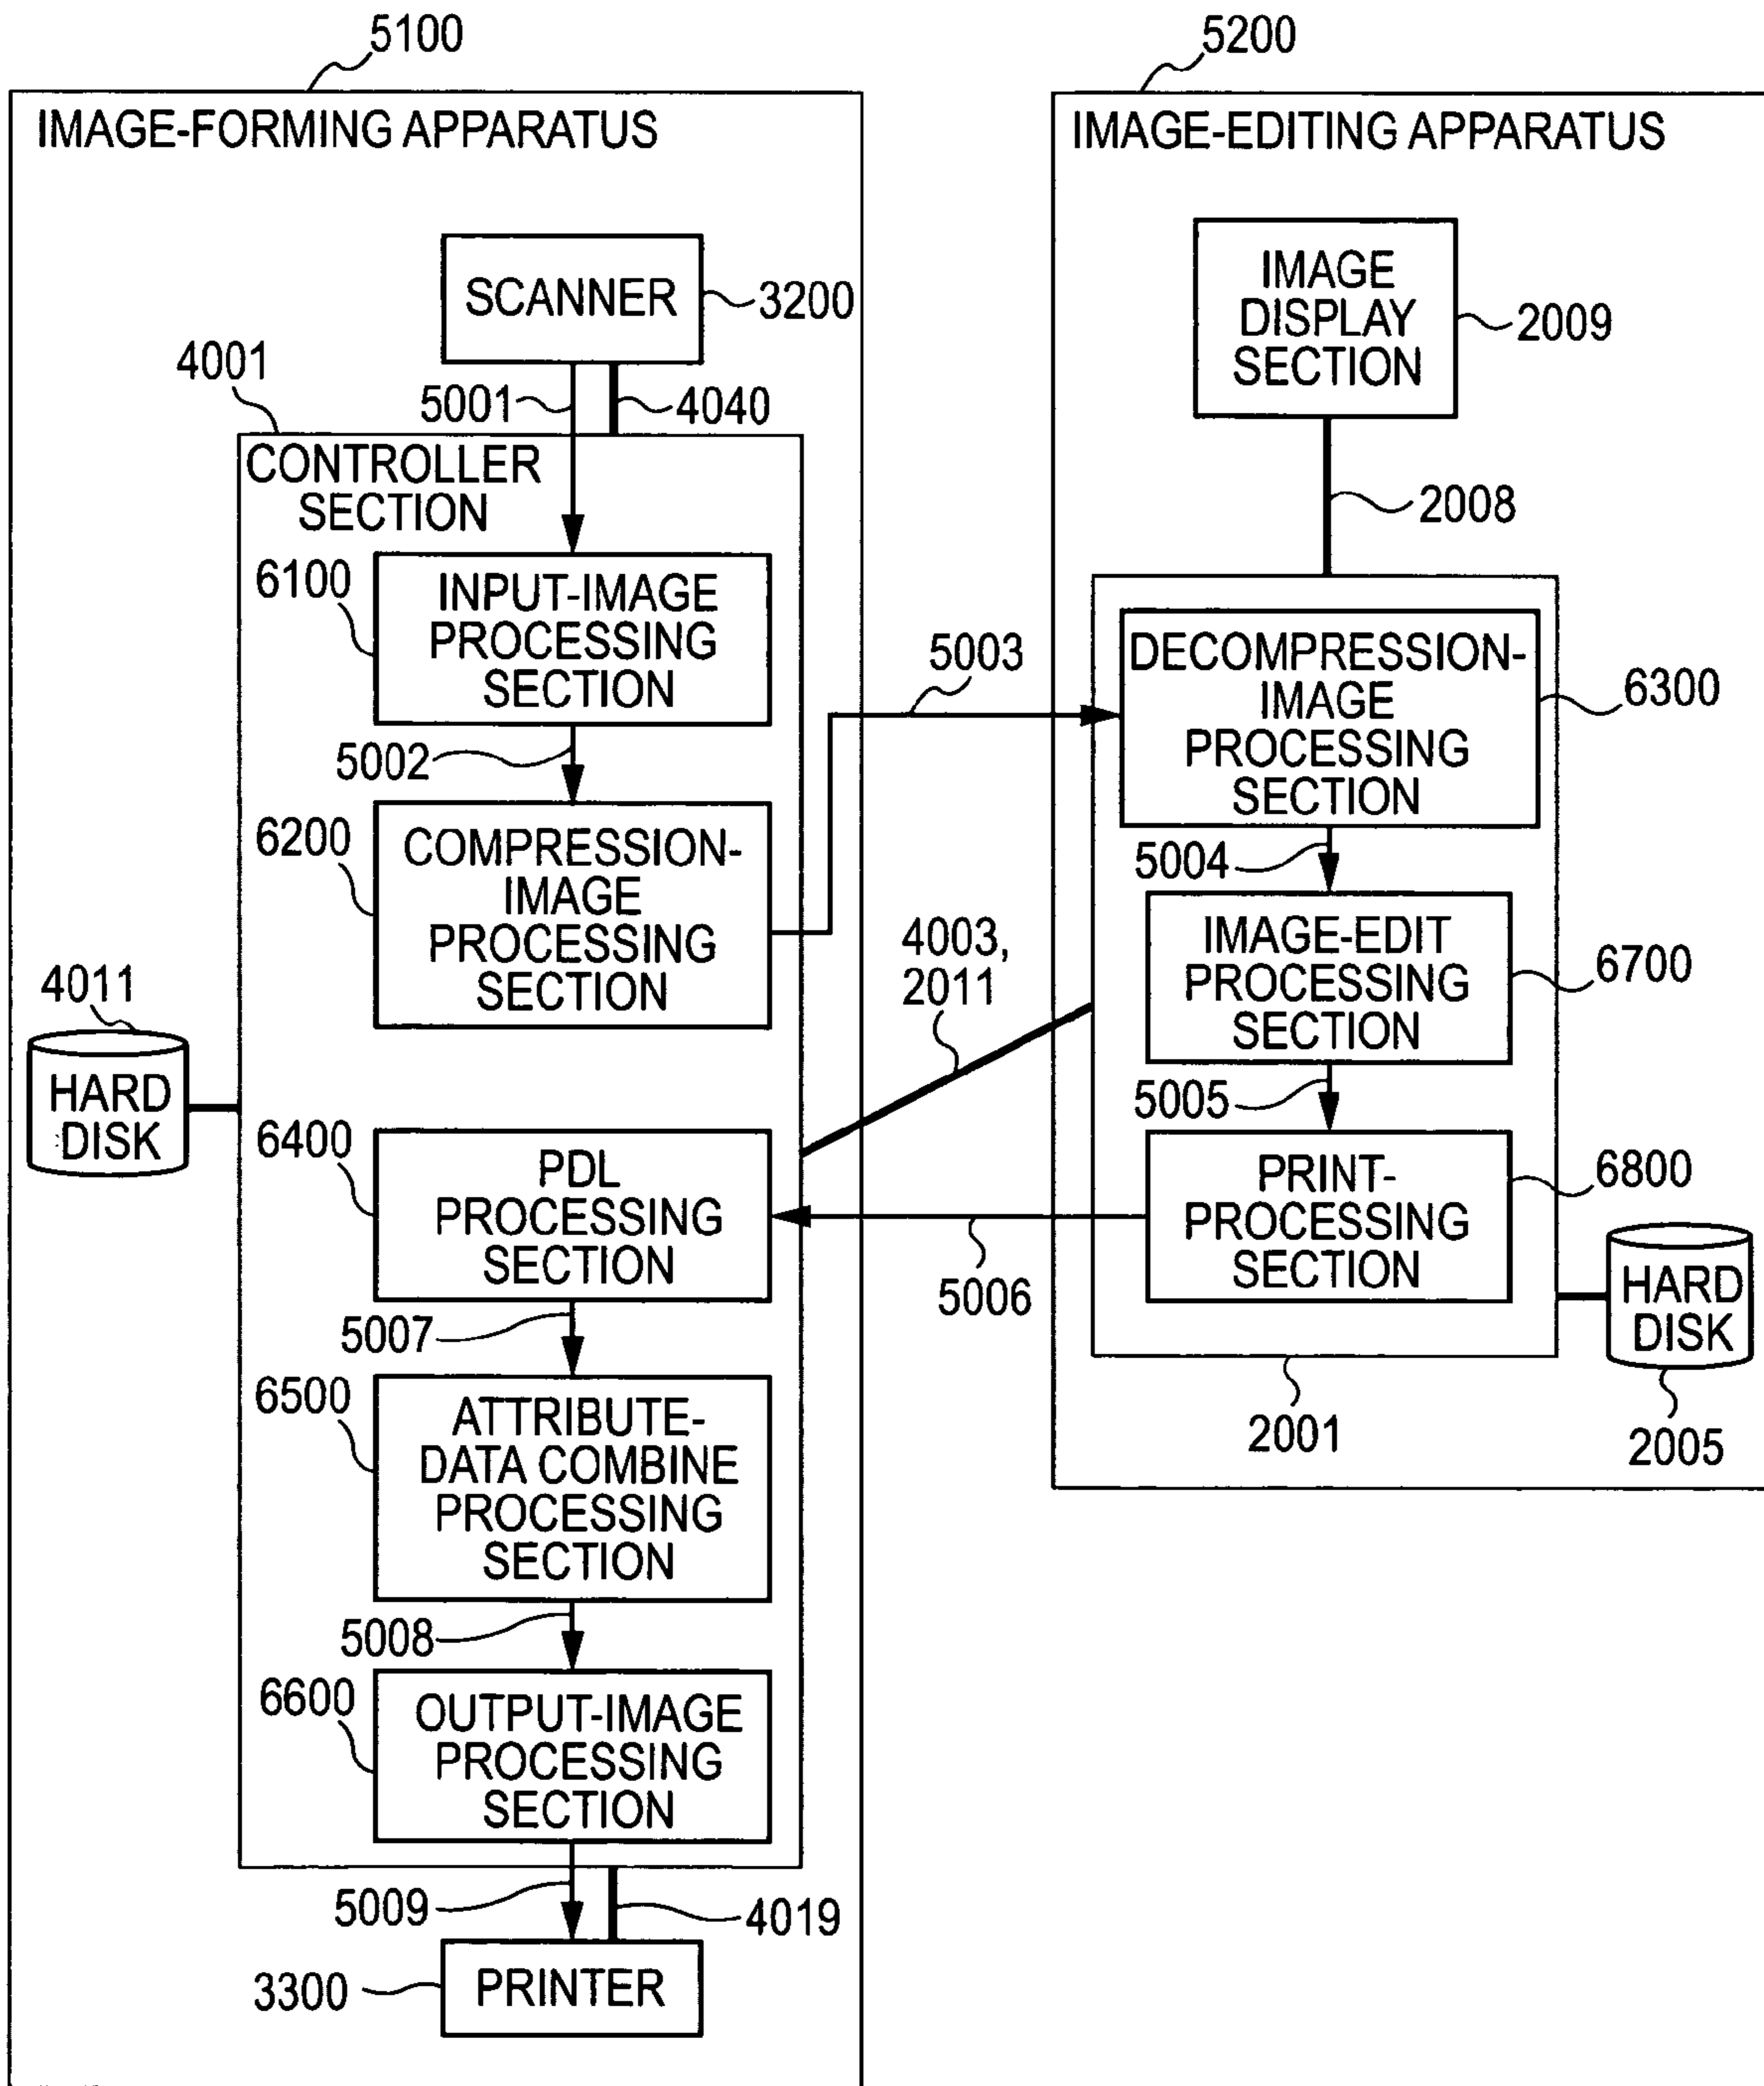 5100
IMAGE-FORMING APPARATUS
SCANNER
3200
4001
5001
4040
CONTROLLER
SECTION
6100
INPUT-IMAGE
PROCESSING
SECTION
5002
6200
COMPRESSION-
IMAGE
PROCESSING
SECTION
4011
HARD
DISK
6400
PDL
PROCESSING
SECTION
5007
6500
ATTRIBUTE-
DATA COMBINE
PROCESSING
SECTION
5008
6600
OUTPUT-IMAGE
PROCESSING
SECTION
5009
4019
3300
PRINTER
5003
4003,
2011
5006
5200
IMAGE-EDITING APPARATUS
IMAGE
DISPLAY
SECTION
2009
2008
DECOMPRESSION-
IMAGE
PROCESSING
SECTION
6300
5004
IMAGE-EDIT
PROCESSING
SECTION
6700
5005
PRINT-
PROCESSING
SECTION
6800
HARD
DISK
2001
2005